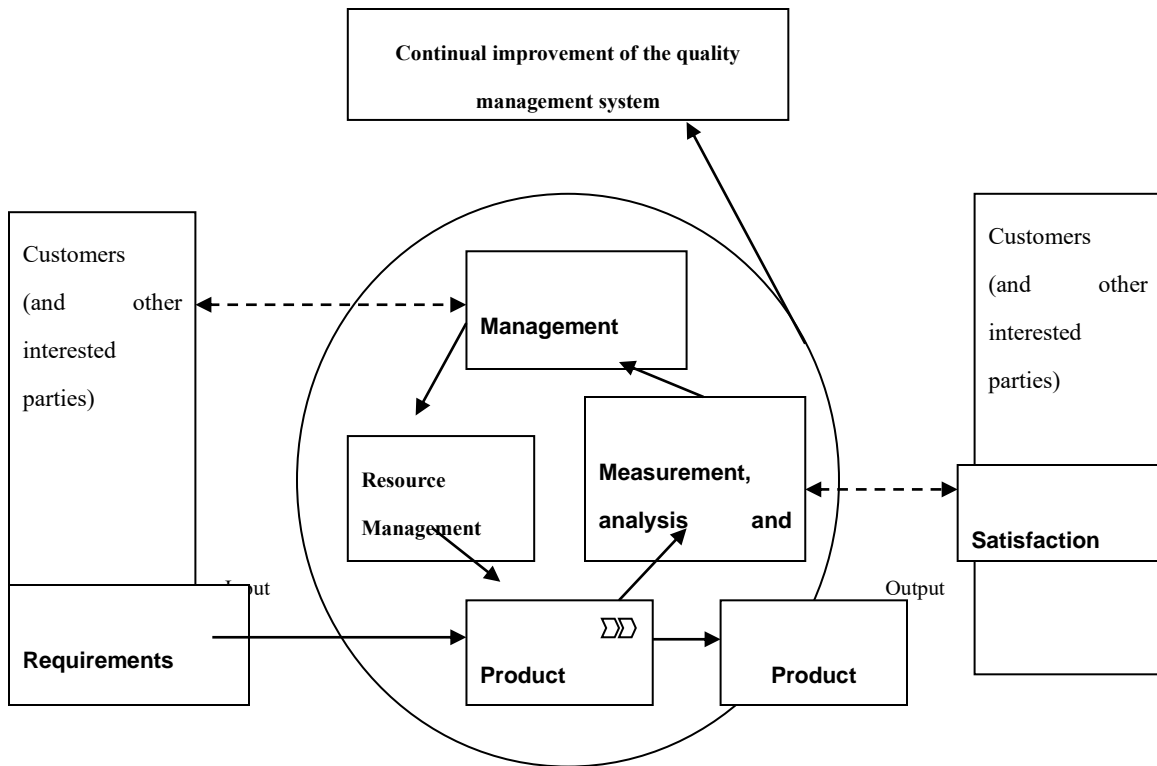 Continual improvement of the quality
management system
Customers
(and other
interested
parties)
Customers
(and other
interested
parties)
Management
Resource
Management
Measurement,
analysis and
Satisfaction
Output
Requirements
Product
Product